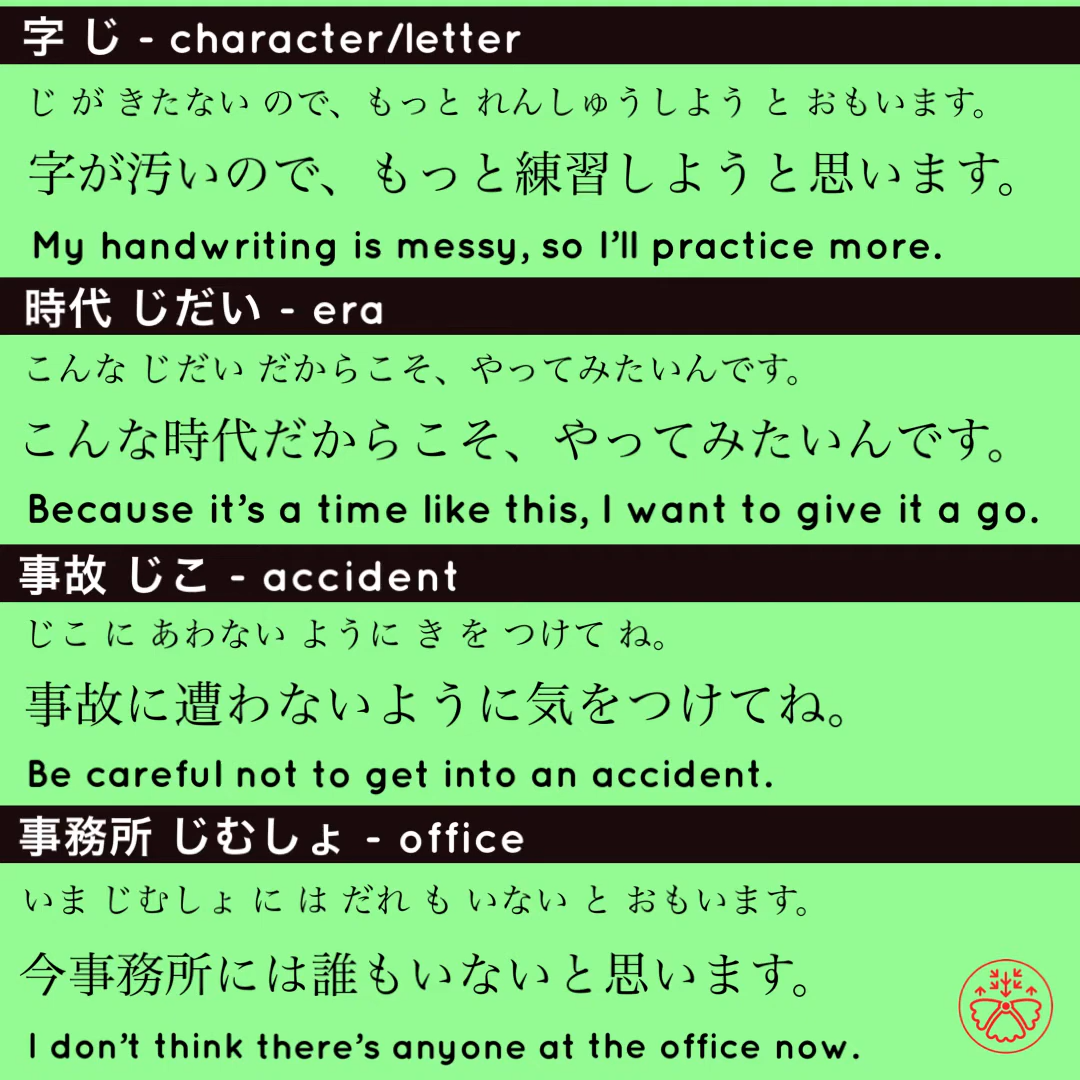 字 じ - character/letter
じ が きたない ので、もっと れんしゅうしよう と おもいます。
字が汚いので、もっと練習しようと思います。
My handwriting is messy, so I'll practice more.
時代 じだい - era
こんな じだい だからこそ、やってみたいんです。
こんな時代だからこそ、やってみたいんです。
Because it's a time like this, I want to give it a go.
事故 じこ - accident
じこ に あわない ように き を つけて ね。
事故に遭わないように気をつけてね。
Be careful not to get into an accident.
事務所 じむしょ - office
いま じむしょ に は だれ も いない と おもいます。
今事務所には誰もいないと思います。
I don't think there's anyone at the office now.